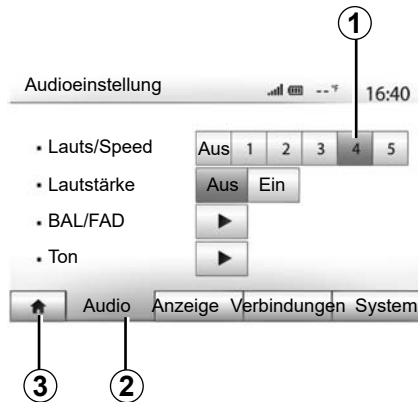 1
Audioeinstellung --°F 16:40
Lauts/Speed Aus 1 2 3 4 5
Lautstärke Aus Ein
BAL/FAD
Ton
Audio Anzeige Verbindungen System
3 2